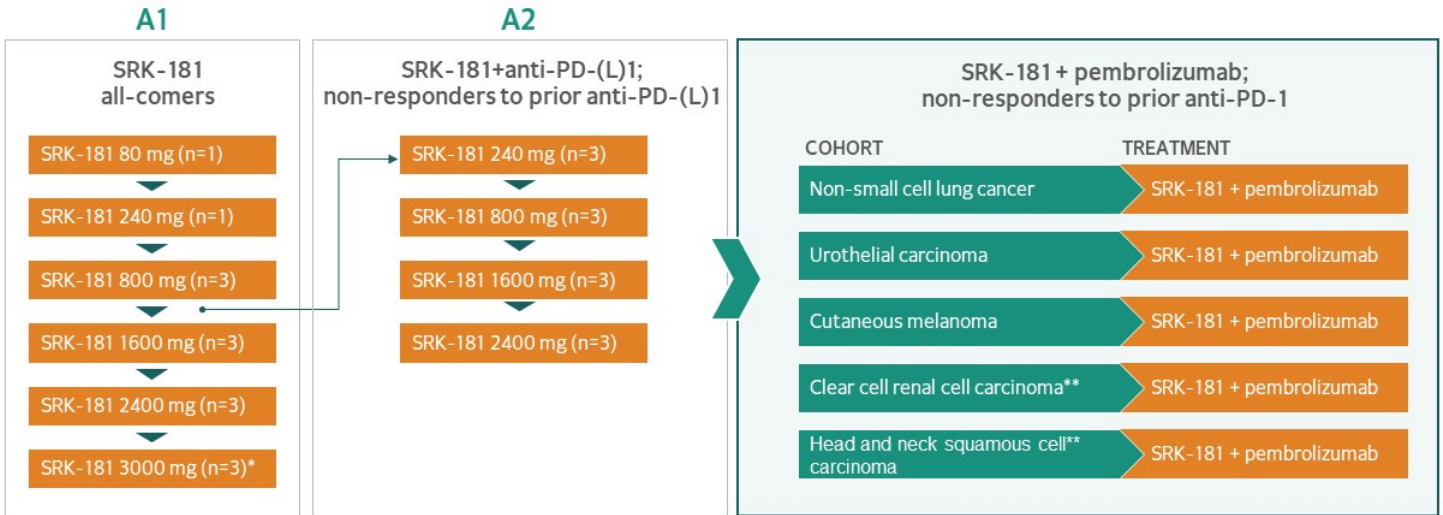 A1
SRK-181
all-comers
SRK-181 80 mg (n=1)
SRK-181 240 mg (n=1)
SRK-181 800 mg (n=3)
SRK-181 1600 mg (n=3)
SRK-181 2400 mg (n=3)
SRK-181 3000 mg (n=3)*
A2
SRK-181+anti-PD-(L)1;
non-responders to prior anti-PD-(L)1
SRK-181 240 mg (n=3)
SRK-181 800 mg (n=3)
SRK-181 1600 mg (n=3)
SRK-181 2400 mg (n=3)
SRK-181 + pembrolizumab;
non-responders to prior anti-PD-1
COHORT TREATMENT
Non-small cell lung cancer SRK-181 + pembrolizumab
Urothelial carcinoma SRK-181 + pembrolizumab
Cutaneous melanoma SRK-181 + pembrolizumab
Clear cell renal cell carcinoma** SRK-181 + pembrolizumab
Head and neck squamous cell**
carcinoma
SRK-181 + pembrolizumab